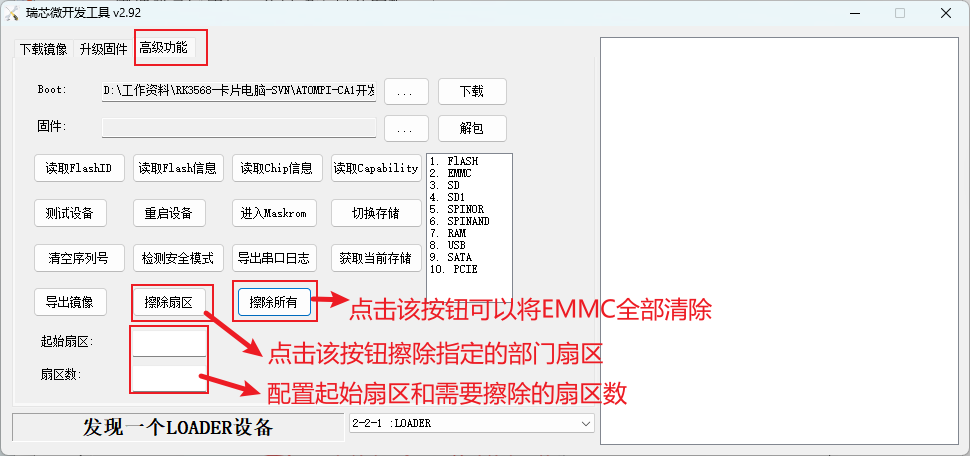 瑞芯微开发工具 v2.92
下载镜像 升级固件 高级功能
Boot: D:\工作资料\RK3568-卡片电脑-SVN\ATOMPI-CA1开发 ... 下载
固件: ... 解包
读取FlashID 读取Flash信息 读取Chip信息 读取Capability
测试设备 重启设备 进入Maskrom 切换存储
清空序列号 检测安全模式 导出串口日志 获取当前存储
导出镜像 擦除扇区 擦除所有
1. FlASH
2. EMMC
3. SD
4. SD1
5. SPINOR
6. SPINAND
7. RAM
8. USB
9. SATA
10. PCIE
点击该按钮可以将EMMC全部清除
起始扇区:
点击该按钮擦除指定的部门扇区
扇区数:
配置起始扇区和需要擦除的扇区数
发现一个LOADER设备 2-2-1 :LOADER